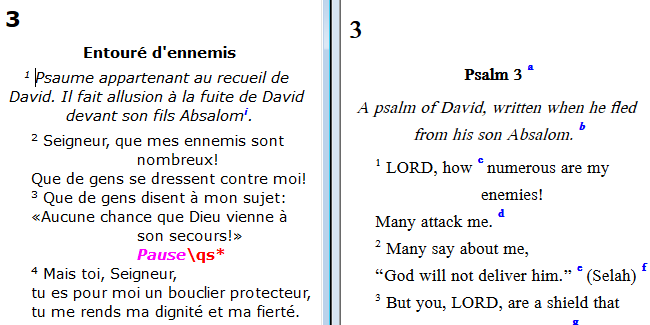 3
Entouré d'ennemis
1 Psaume appartenant au recueil de
David. Il fait allusion à la fuite de David
devant son fils Absalomi.
2 Seigneur, que mes ennemis sont
nombreux!
Que de gens se dressent contre moi!
3 Que de gens disent à mon sujet:
«Aucune chance que Dieu vienne à
son secours!»
Pause\qs*
4 Mais toi, Seigneur,
tu es pour moi un bouclier protecteur,
tu me rends ma dignité et ma fierté.
3
Psalm 3 a
A psalm of David, written when he fled
from his son Absalom. b
1 LORD, how c numerous are my
enemies!
Many attack me. d
2 Many say about me,
“God will not deliver him.” e (Selah) f
3 But you, LORD, are a shield that
g